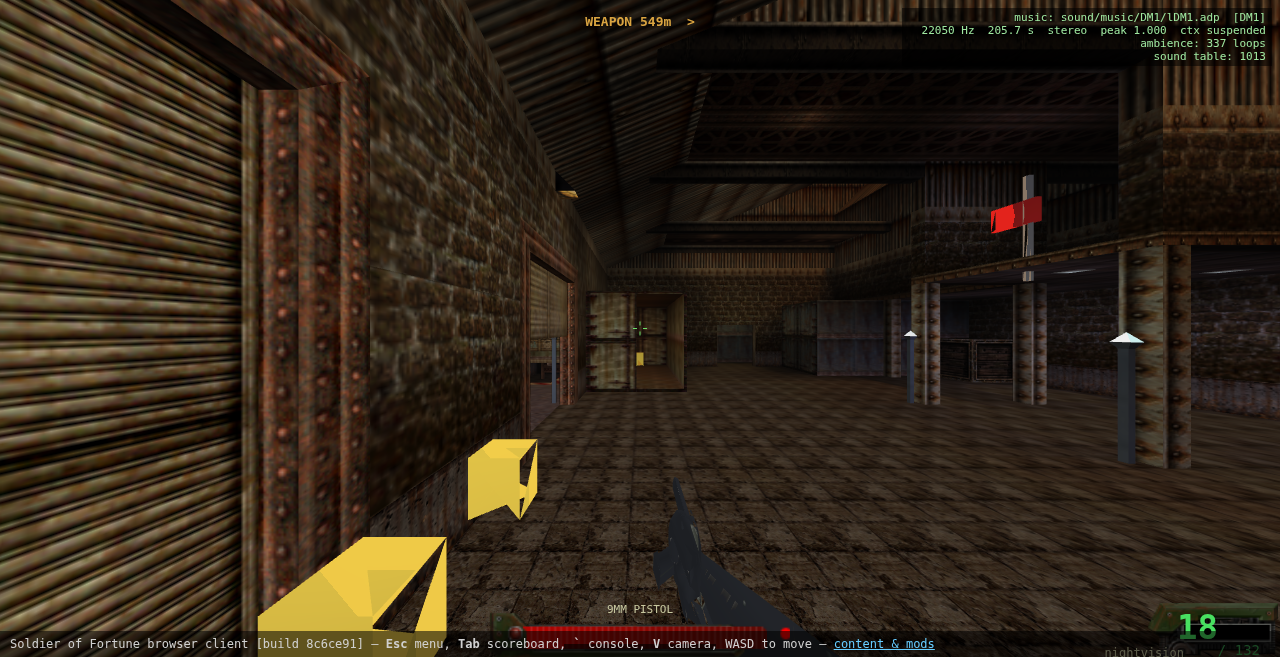 WEAPON 549m >
music: sound/music/DM1/lDM1.adp [DM1]
22050 Hz 205.7 s stereo peak 1.000 ctx suspended
ambience: 337 loops
sound table: 1013
9MM PISTOL
18
/ 132
nightvision
Soldier of Fortune browser client [build 8c6ce91] — Esc menu, Tab scoreboard, ` console, V camera, WASD to move — content & mods